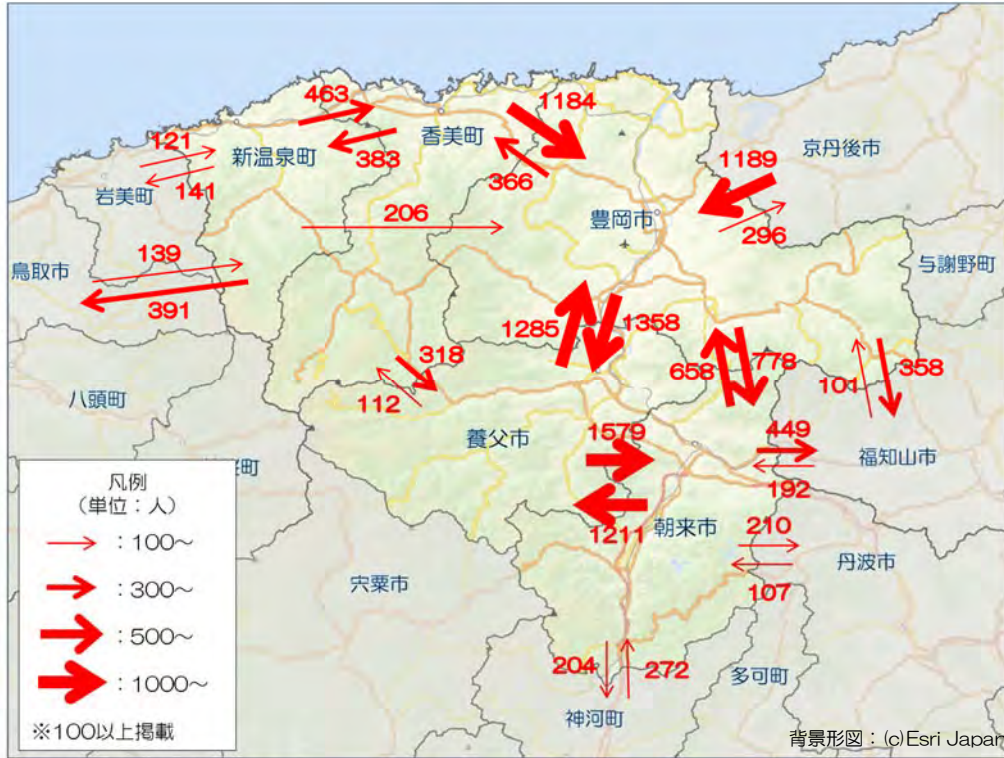 463
1184
香美町
121
新温泉町
383
366
1189
京丹後市
141
岩美町
206
豊岡市
296
139
鳥取市
与謝野町
391
1285
1358
318
658
778
358
101
112
八頭町
養父市
1579
449
福知山市
192
町
凡例
(単位：人)
：100～
：300～
：500～
：1000～
※100以上掲載
1211
朝来市
210
丹波市
107
宍粟市
204
272
多可町
神河町
背景形図：(c)Esri Japan